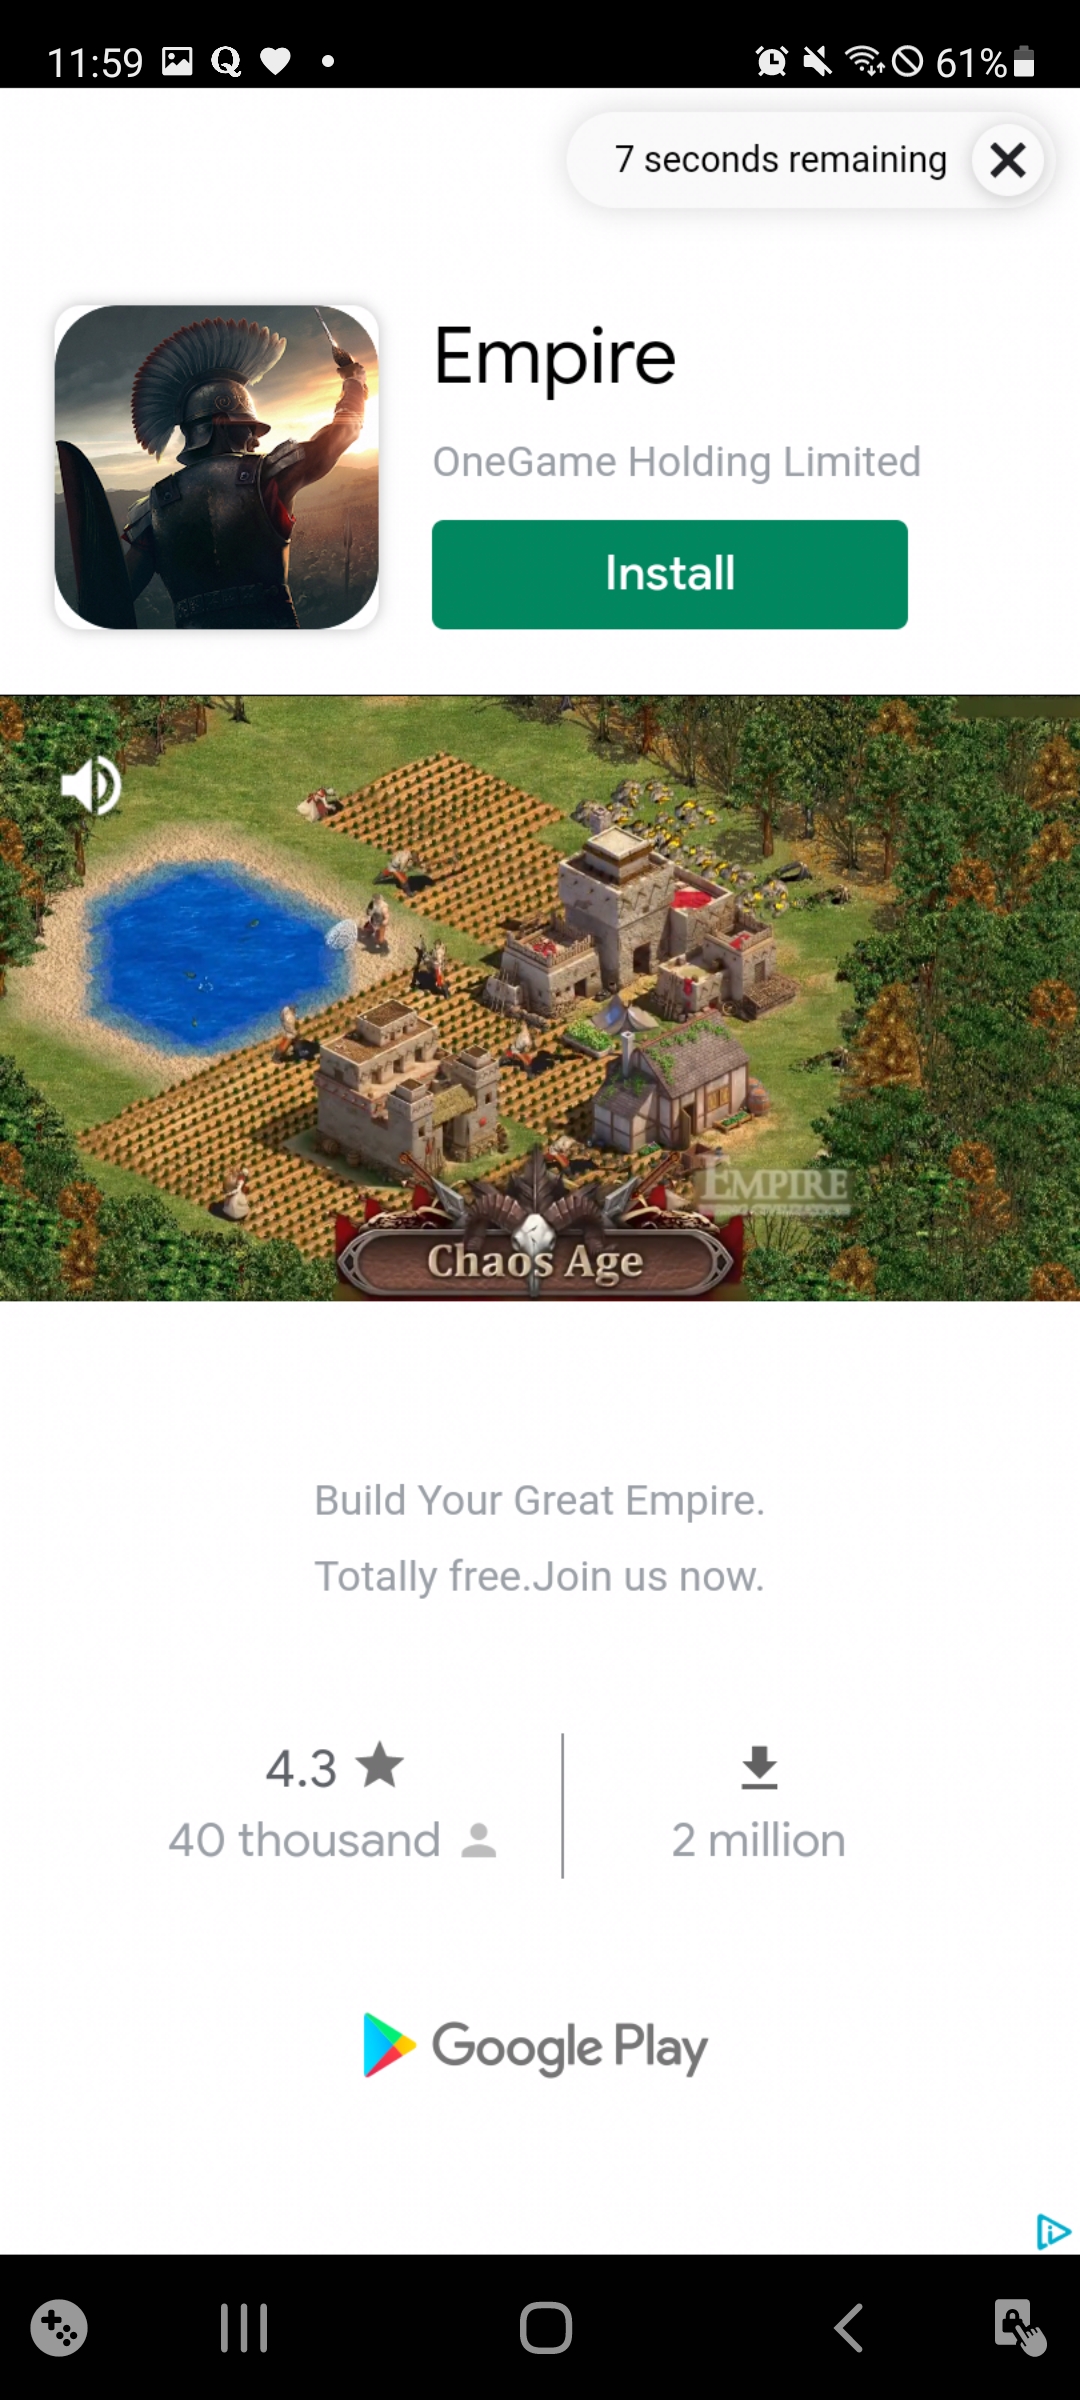 11:59
61%
7 seconds remaining
Empire
OneGame Holding Limited
Install
EMPIRE
Chaos Age
Build Your Great Empire.
Totally free.Join us now.
4.3
40 thousand
2 million
Google Play